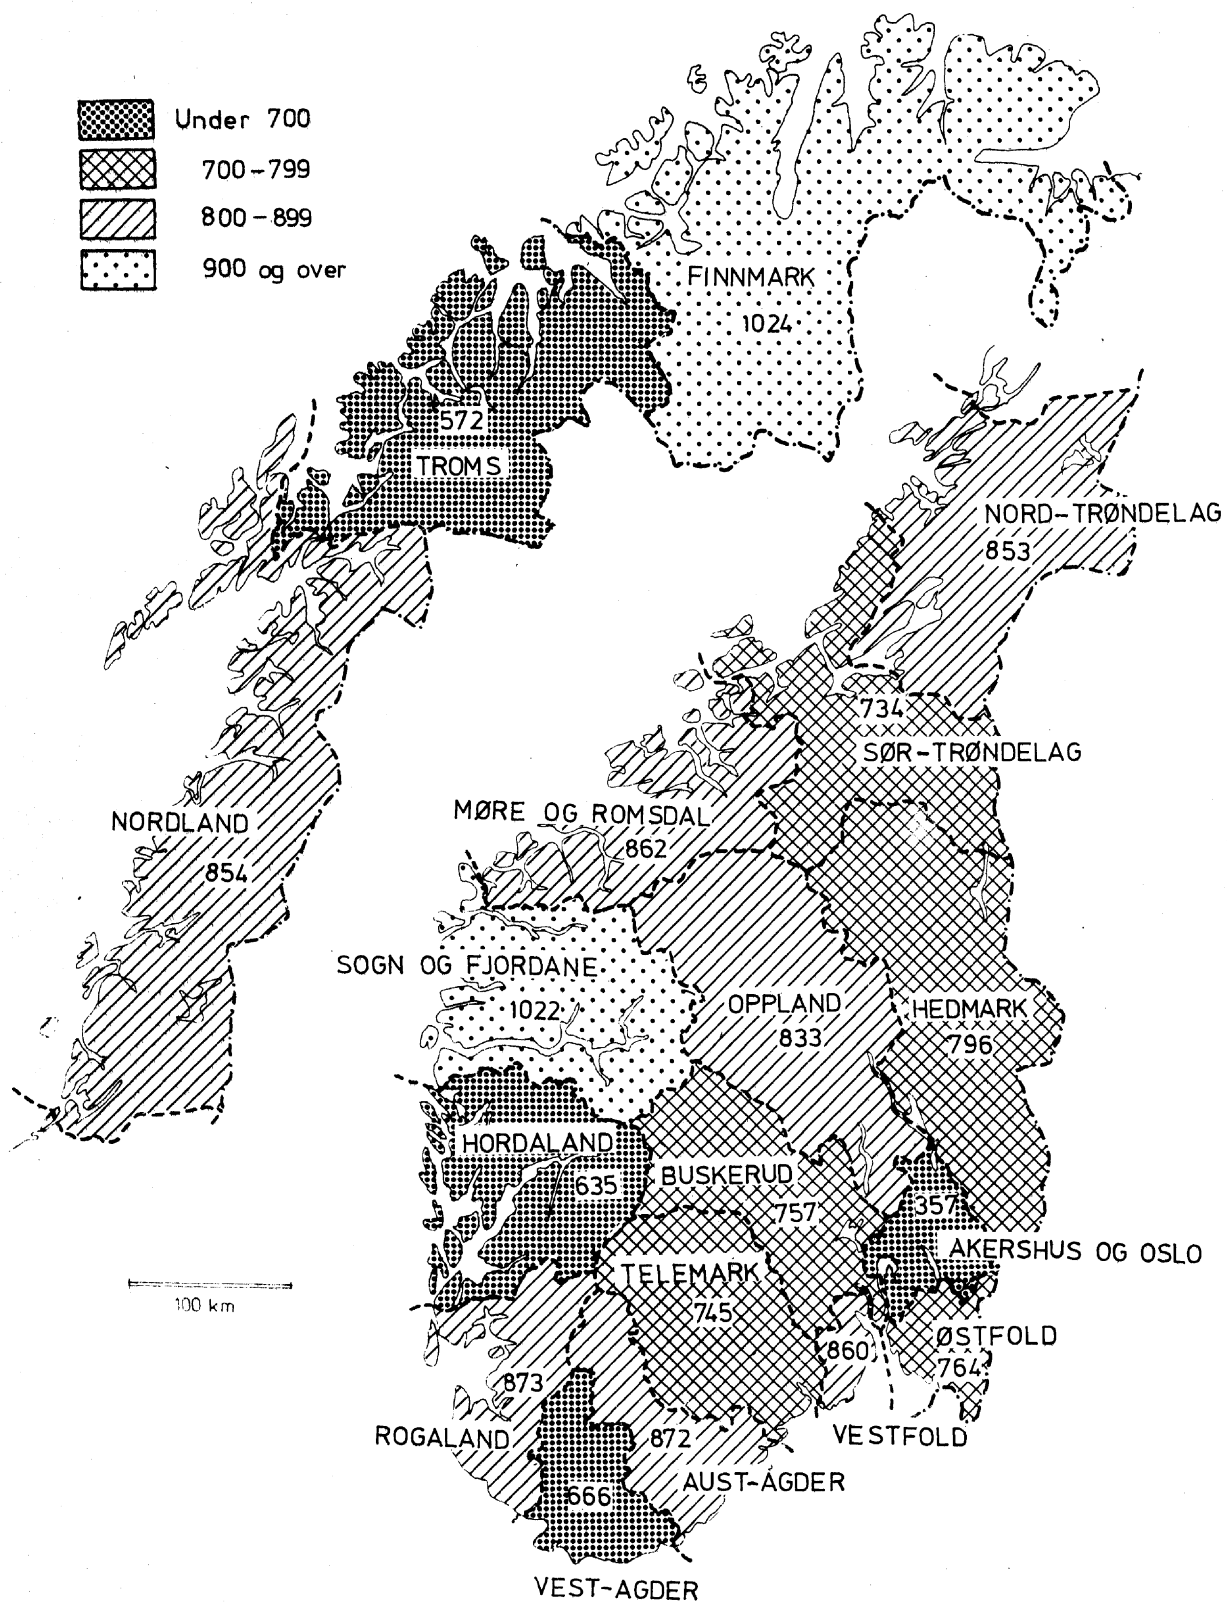 Under 700
700-799
800-899
900 og over
FINNMARK
1024
572
TROMS
NORD-TRØNDELAG
853
734
SØR-TRØNDELAG
MØRE OG ROMSDAL
862
NORDLAND
854
SOGN OG FJORDANE
1022
OPPLAND
833
HEDMARK
796
HORDALAND
635
BUSKERUD
757
357
AKERSHUS OG OSLO
TELEMARK
745
100 km
ØSTFOLD
764
860
VESTFOLD
873
ROGALAND
872
AUST-AGDER
666
VEST-AGDER